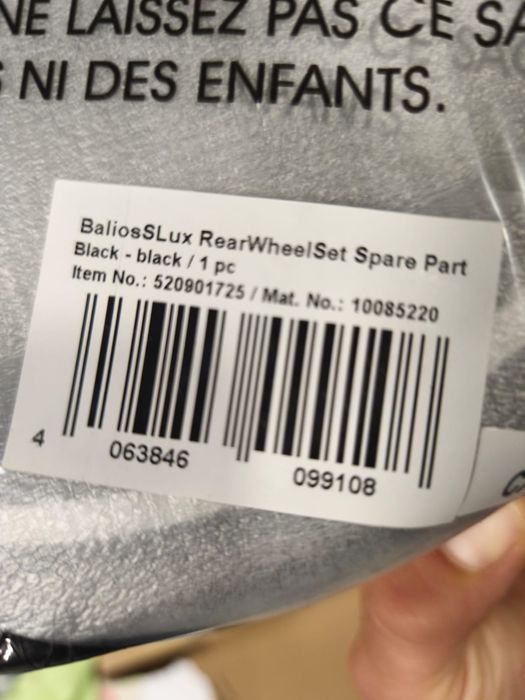 NE LAISSEZ PAS CE SA
NI DES ENFANTS.
BaliosSLux RearWheelSet Spare Part
Black - black / 1 pc
Item No.: 520901725 / Mat. No.: 10085220
4 063846 099108